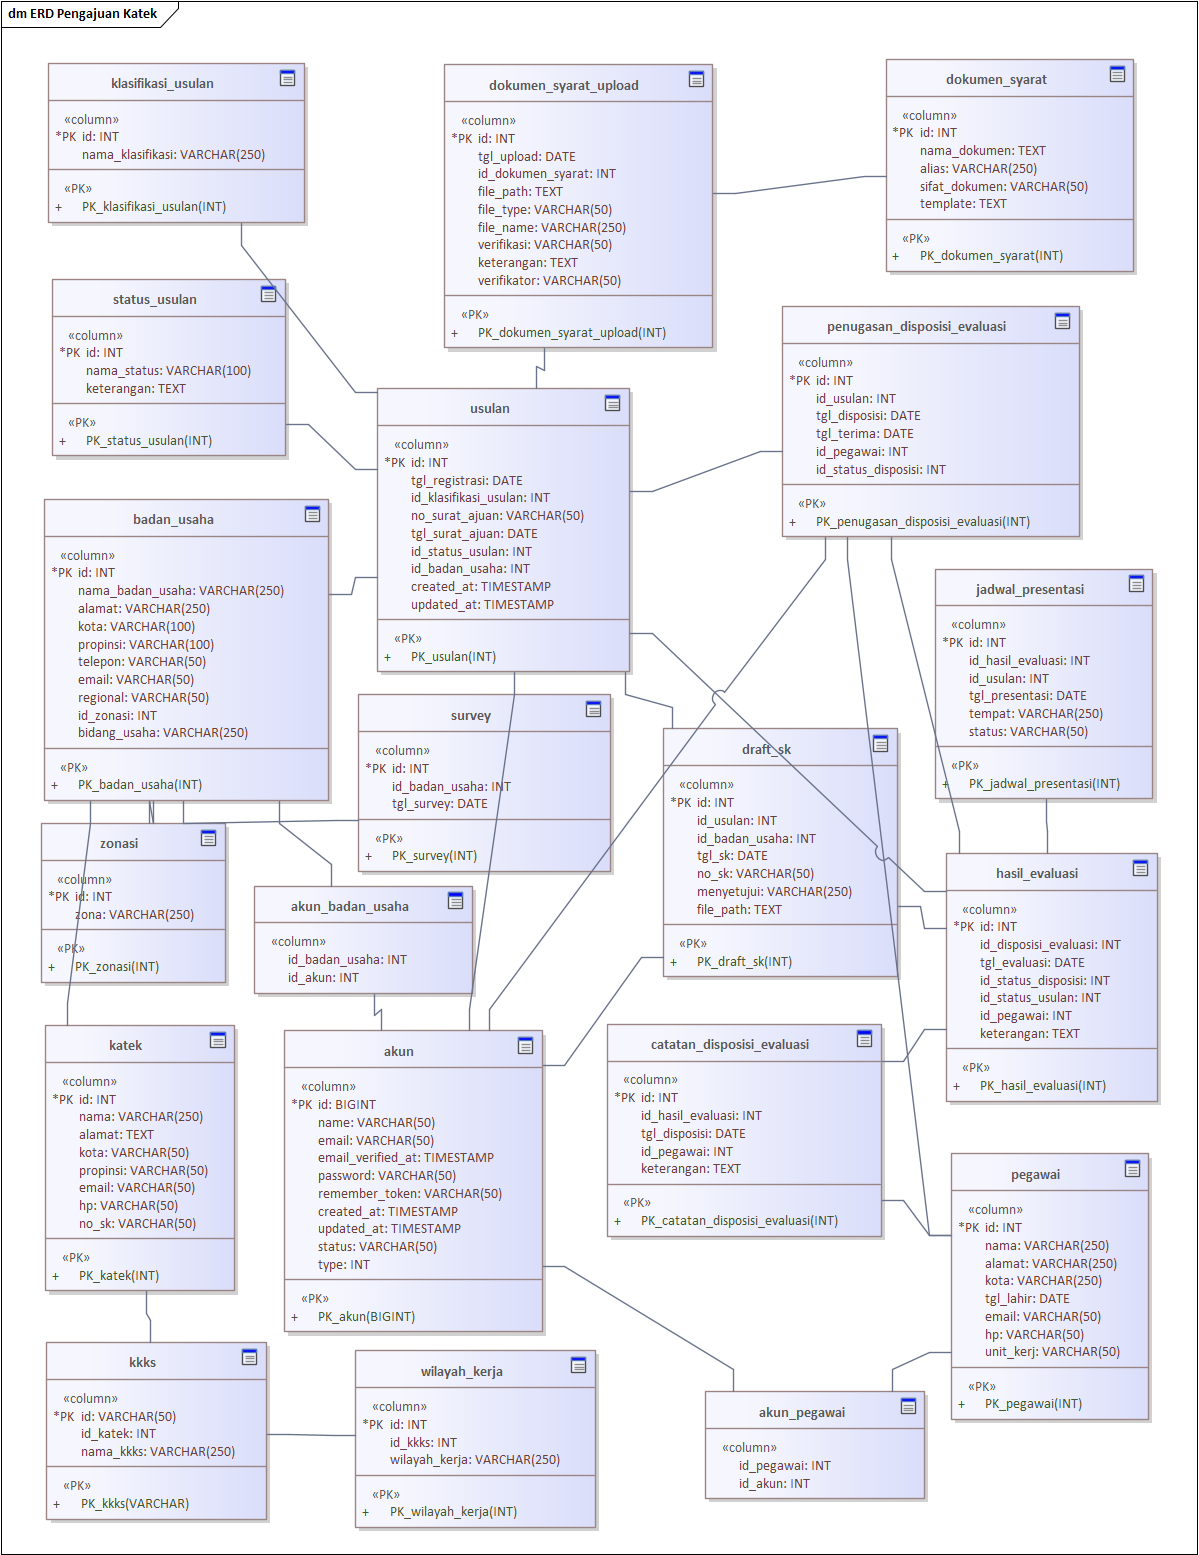 dm ERD Pengajuan Katek
klasifikasi_usulan
«column»
*PK id: INT
nama_klasifikasi: VARCHAR(250)
«PK»
+ PK_klasifikasi_usulan(INT)
dokumen_syarat_upload
«column»
*PK id: INT
tgl_upload: DATE
id_dokumen_syarat: INT
file_path: TEXT
file_type: VARCHAR(50)
file_name: VARCHAR(250)
verifikasi: VARCHAR(50)
keterangan: TEXT
verifikator: VARCHAR(50)
«PK»
+ PK_dokumen_syarat_upload(INT)
dokumen_syarat
«column»
*PK id: INT
nama_dokumen: TEXT
alias: VARCHAR(250)
sifat_dokumen: VARCHAR(50)
template: TEXT
«PK»
+ PK_dokumen_syarat(INT)
status_usulan
«column»
*PK id: INT
nama_status: VARCHAR(100)
keterangan: TEXT
«PK»
+ PK_status_usulan(INT)
usulan
«column»
*PK id: INT
tgl_registrasi: DATE
id_klasifikasi_usulan: INT
no_surat_ajuan: VARCHAR(50)
tgl_surat_ajuan: DATE
id_status_usulan: INT
id_badan_usaha: INT
created_at: TIMESTAMP
updated_at: TIMESTAMP
«PK»
+ PK_usulan(INT)
penugasan_disposisi_evaluasi
«column»
*PK id: INT
id_usulan: INT
tgl_disposisi: DATE
tgl_terima: DATE
id_pegawai: INT
id_status_disposisi: INT
«PK»
+ PK_penugasan_disposisi_evaluasi(INT)
badan_usaha
«column»
*PK id: INT
nama_badan_usaha: VARCHAR(250)
alamat: VARCHAR(250)
kota: VARCHAR(100)
propinsi: VARCHAR(100)
telepon: VARCHAR(50)
email: VARCHAR(50)
regional: VARCHAR(50)
id_zonasi: INT
bidang_usaha: VARCHAR(250)
«PK»
+ PK_badan_usaha(INT)
jadwal_presentasi
«column»
*PK id: INT
id_hasil_evaluasi: INT
id_usulan: INT
tgl_presentasi: DATE
tempat: VARCHAR(250)
status: VARCHAR(50)
«PK»
+ PK_jadwal_presentasi(INT)
survey
«column»
*PK id: INT
id_badan_usaha: INT
tgl_survey: DATE
«PK»
+ PK_survey(INT)
draft_sk
«column»
*PK id: INT
id_usulan: INT
id_badan_usaha: INT
tgl_sk: DATE
no_sk: VARCHAR(50)
menyetujui: VARCHAR(250)
file_path: TEXT
«PK»
+ PK_draft_sk(INT)
zonasi
«column»
*PK id: INT
zona: VARCHAR(250)
«PK»
+ PK_zonasi(INT)
akun_badan_usaha
«column»
id_badan_usaha: INT
id_akun: INT
hasil_evaluasi
«column»
*PK id: INT
id_disposisi_evaluasi: INT
tgl_evaluasi: DATE
id_status_disposisi: INT
id_status_usulan: INT
id_pegawai: INT
keterangan: TEXT
«PK»
+ PK_hasil_evaluasi(INT)
katek
«column»
*PK id: INT
nama: VARCHAR(250)
alamat: TEXT
kota: VARCHAR(50)
propinsi: VARCHAR(50)
email: VARCHAR(50)
hp: VARCHAR(50)
no_sk: VARCHAR(50)
«PK»
+ PK_katek(INT)
akun
«column»
*PK id: BIGINT
name: VARCHAR(50)
email: VARCHAR(50)
email_verified_at: TIMESTAMP
password: VARCHAR(50)
remember_token: VARCHAR(50)
created_at: TIMESTAMP
updated_at: TIMESTAMP
status: VARCHAR(50)
type: INT
«PK»
+ PK_akun(BIGINT)
catatan_disposisi_evaluasi
«column»
*PK id: INT
id_hasil_evaluasi: INT
tgl_disposisi: DATE
id_pegawai: INT
keterangan: TEXT
«PK»
+ PK_catatan_disposisi_evaluasi(INT)
pegawai
«column»
*PK id: INT
nama: VARCHAR(250)
alamat: VARCHAR(250)
kota: VARCHAR(250)
tgl_lahir: DATE
email: VARCHAR(50)
hp: VARCHAR(50)
unit_kerj: VARCHAR(50)
«PK»
+ PK_pegawai(INT)
kkks
«column»
*PK id: VARCHAR(50)
id_katek: INT
nama_kkks: VARCHAR(250)
«PK»
+ PK_kkks(VARCHAR)
wilayah_kerja
«column»
*PK id: INT
id_kkks: INT
wilayah_kerja: VARCHAR(250)
«PK»
+ PK_wilayah_kerja(INT)
akun_pegawai
«column»
id_pegawai: INT
id_akun: INT